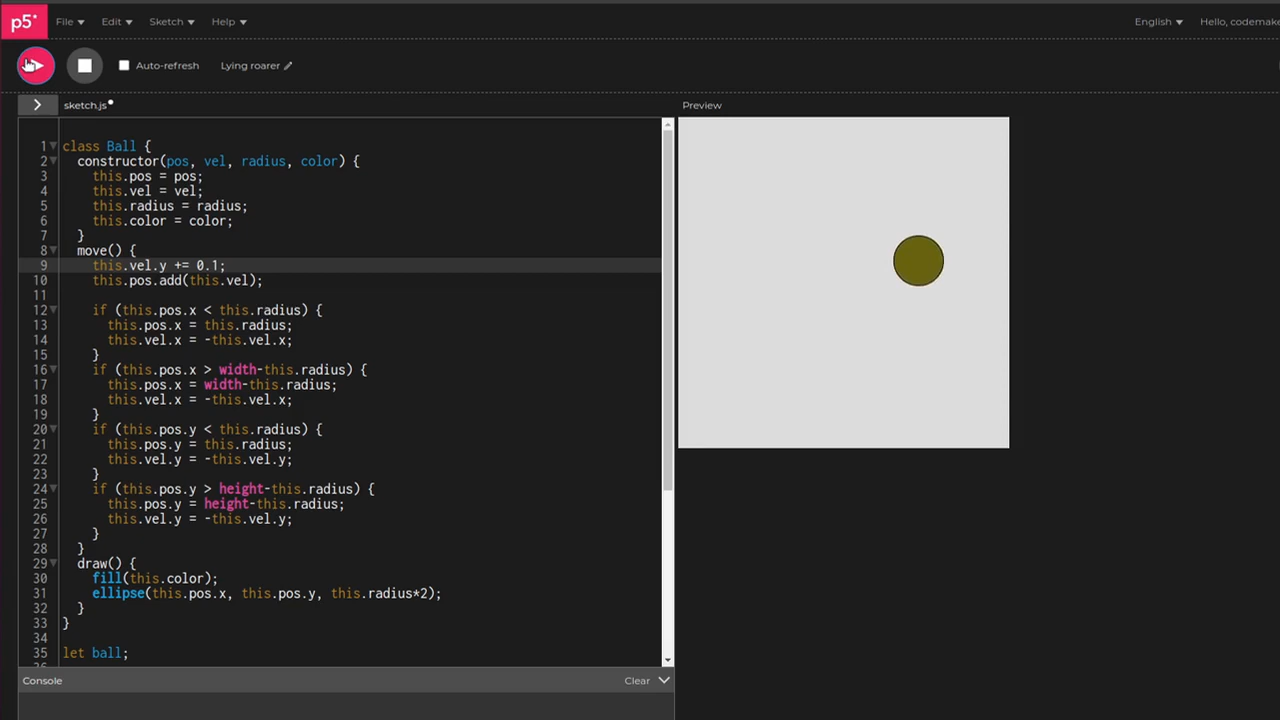 p5* File Edit Sketch Help English Hello, codemake
Auto-refresh Lying roarer
sketch.js
Preview
1 class Ball {
2 constructor(pos, vel, radius, color) {
3 this.pos = pos;
4 this.vel = vel;
5 this.radius = radius;
6 this.color = color;
7 }
8 move() {
9 this.vel.y += 0.1;
10 this.pos.add(this.vel);
11
12 if (this.pos.x < this.radius) {
13 this.pos.x = this.radius;
14 this.vel.x = -this.vel.x;
15 }
16 if (this.pos.x > width-this.radius) {
17 this.pos.x = width-this.radius;
18 this.vel.x = -this.vel.x;
19 }
20 if (this.pos.y < this.radius) {
21 this.pos.y = this.radius;
22 this.vel.y = -this.vel.y;
23 }
24 if (this.pos.y > height-this.radius) {
25 this.pos.y = height-this.radius;
26 this.vel.y = -this.vel.y;
27 }
28 }
29 draw() {
30 fill(this.color);
31 ellipse(this.pos.x, this.pos.y, this.radius*2);
32 }
33 }
34
35 let ball;
Console Clear